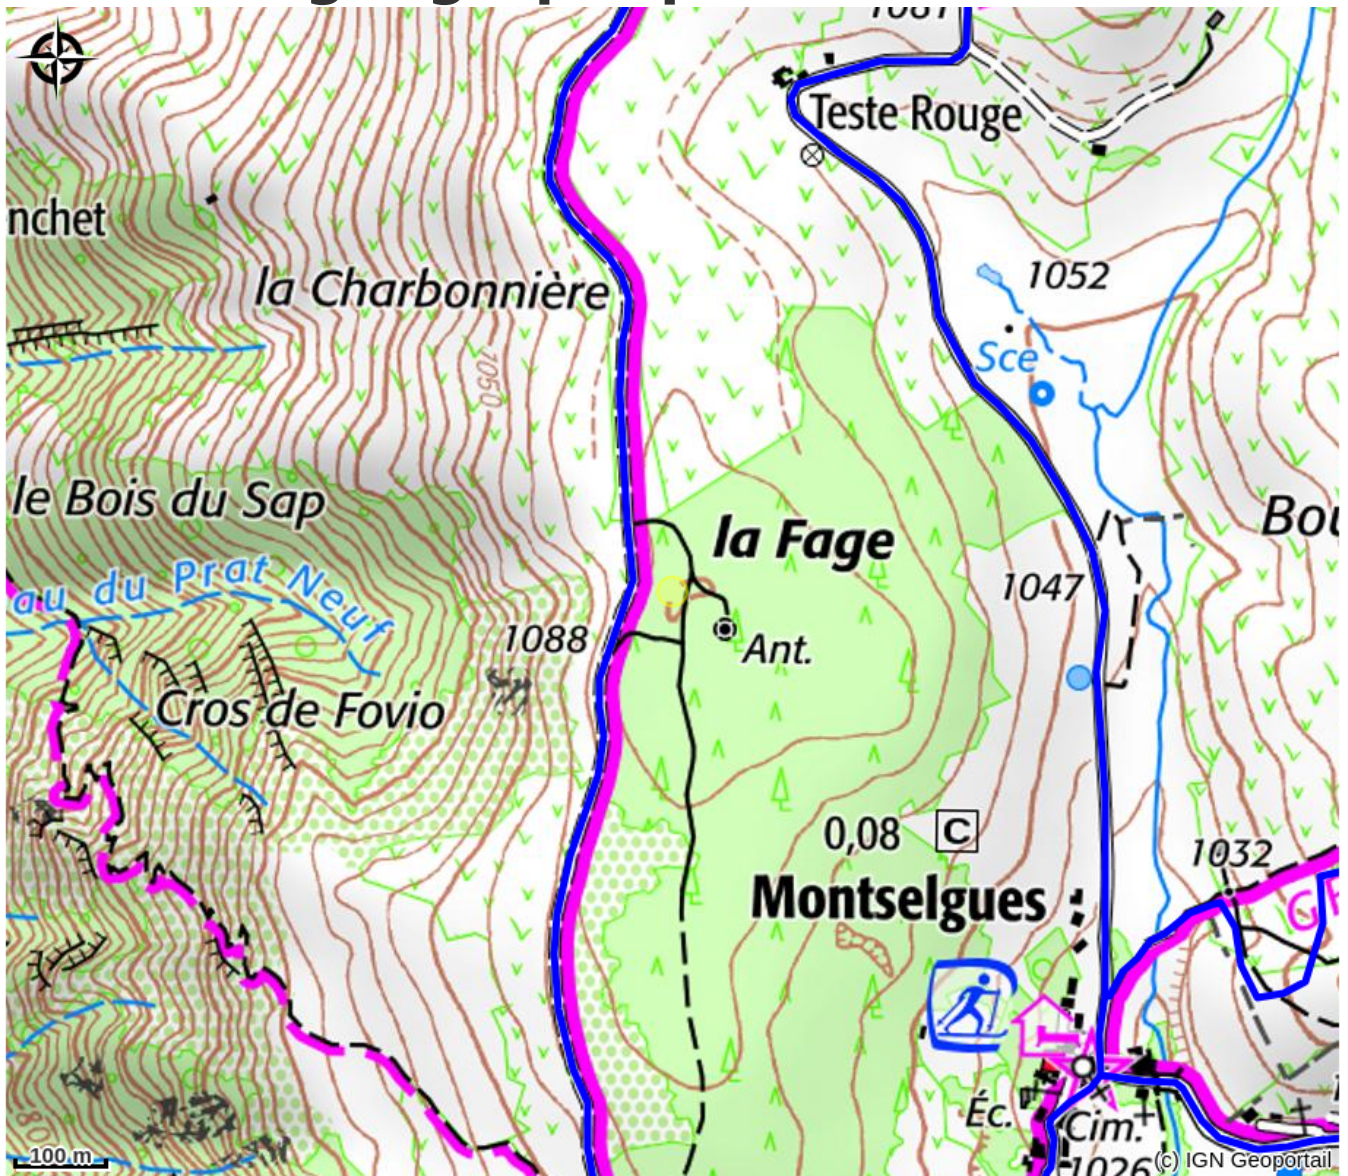 Teste Rouge
nchet
1052
la Charbonnière
Sce
1050
le Bois du Sap
la Fage
Bou
au du Prat Neuf
1047
1088
Ant.
Cros de Fovio
0,08 C
1032
Montselgues
G
Éc.
Cim.
1026
100 m
(c) IGN Geoportail